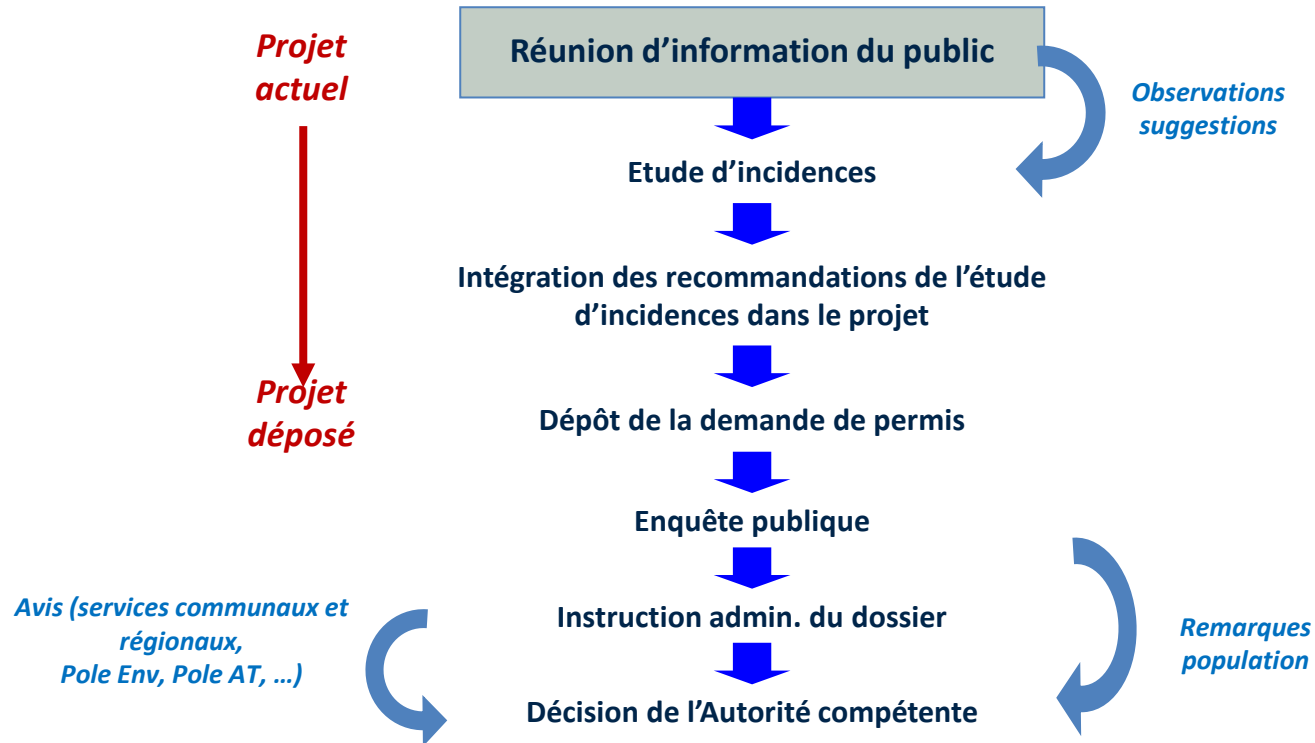 Projet
actuel
Réunion d’information du public
Observations
suggestions
Etude d’incidences
Intégration des recommandations de l’étude
d’incidences dans le projet
Projet
déposé
Dépôt de la demande de permis
Enquête publique
Avis (services communaux et
régionaux,
Pole Env, Pole AT, …)
Instruction admin. du dossier
Remarques
population
Décision de l’Autorité compétente